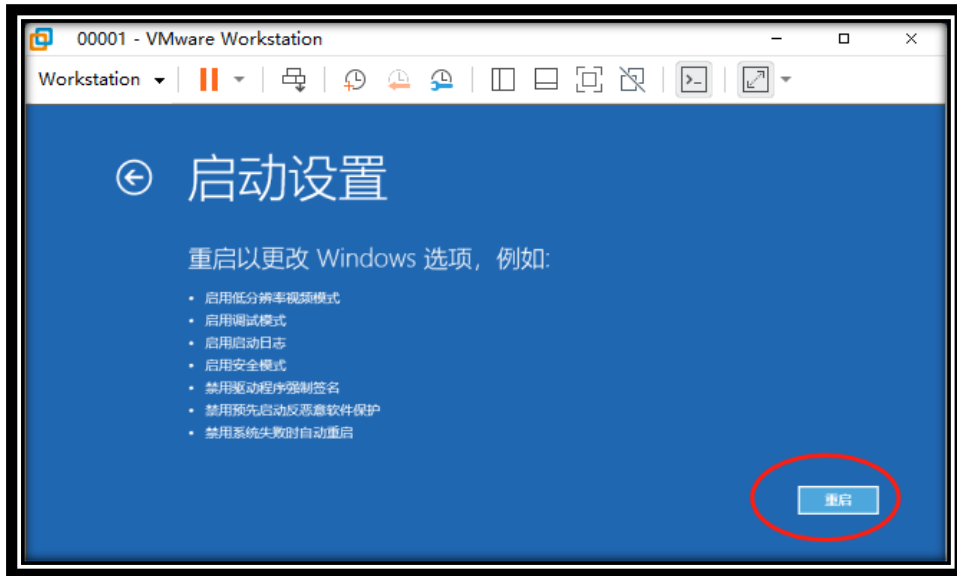 00001 - VMware Workstation
Workstation
启动设置
重启以更改 Windows 选项，例如:
• 启用低分辨率视频模式
• 启用调试模式
• 启用启动日志
• 启用安全模式
• 禁用驱动程序强制签名
• 禁用预先启动反恶意软件保护
• 禁用系统失败时自动重启
重启